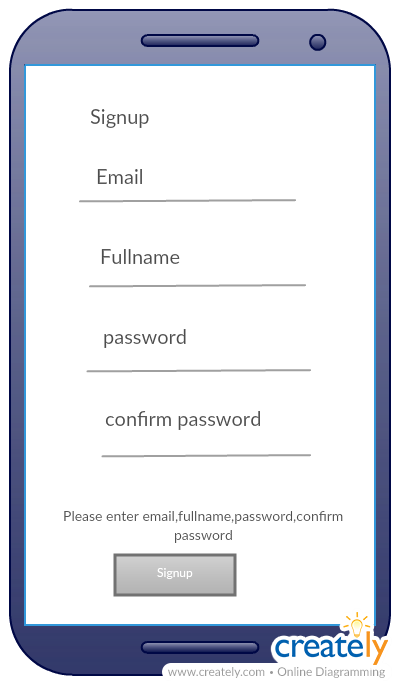 Signup
Email
Fullname
password
confirm password
Please enter email,fullname,password,confirm
password
Signup
creately
www.creately.com • Online Diagramming